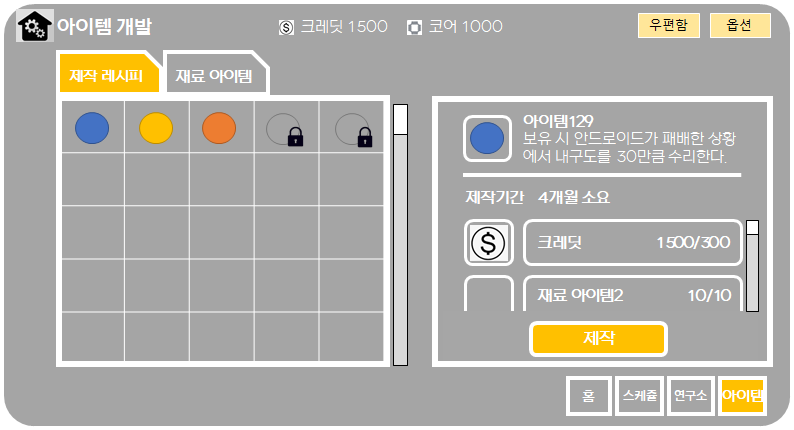 아이템 개발
크레딧 1500
코어 1000
우편함
옵션
제작 레시피
재료 아이템
아이템129
보유 시 안드로이드가 패배한 상황
에서 내구도를 30만큼 수리한다.
제작기간 4개월 소요
크레딧 1500/300
재료 아이템2 10/10
제작
홈
스케쥴
연구소
아이템